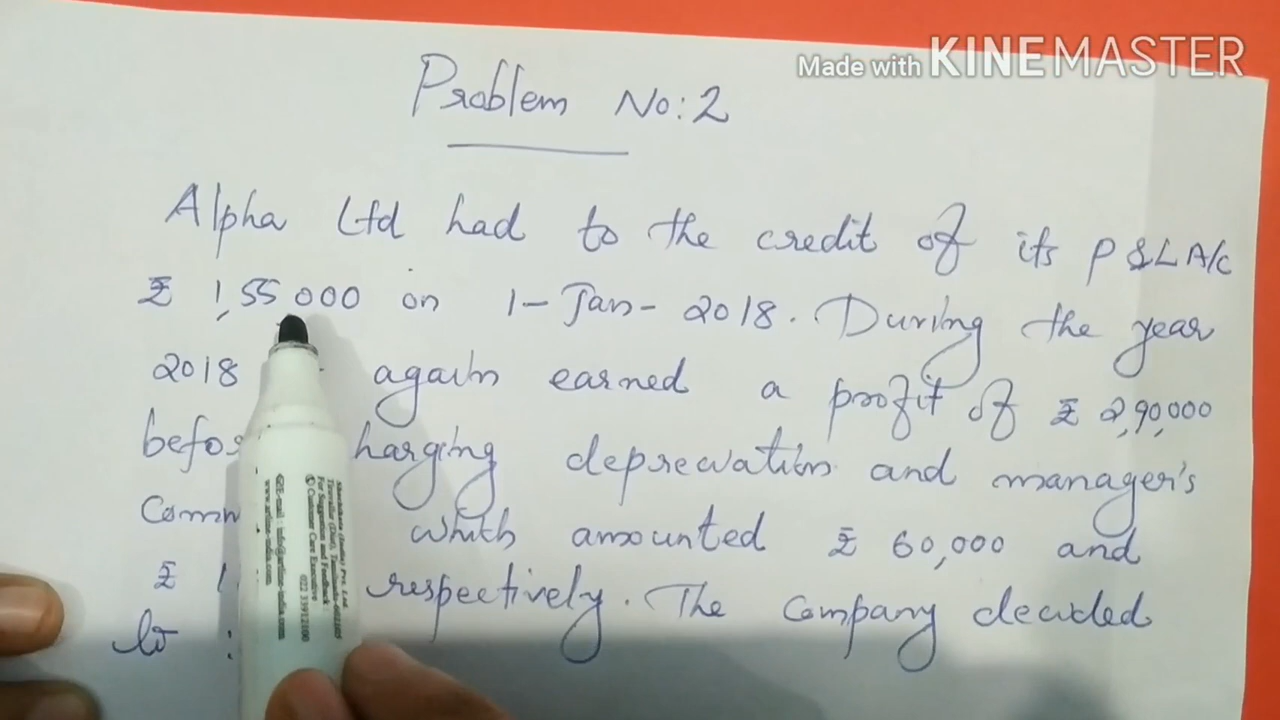 Made with KINEMASTER
Problem No:2
Alpha Ltd had to the credit of its P&L A/c
₹ 1,55000 on 1-Jan-2018. During the year
2018 again earned a profit of ₹ 2,90,000
befo harging depreciation and manager's
Comm which amounted ₹ 60,000 and
₹ 1 respectively. The Company decided
to :